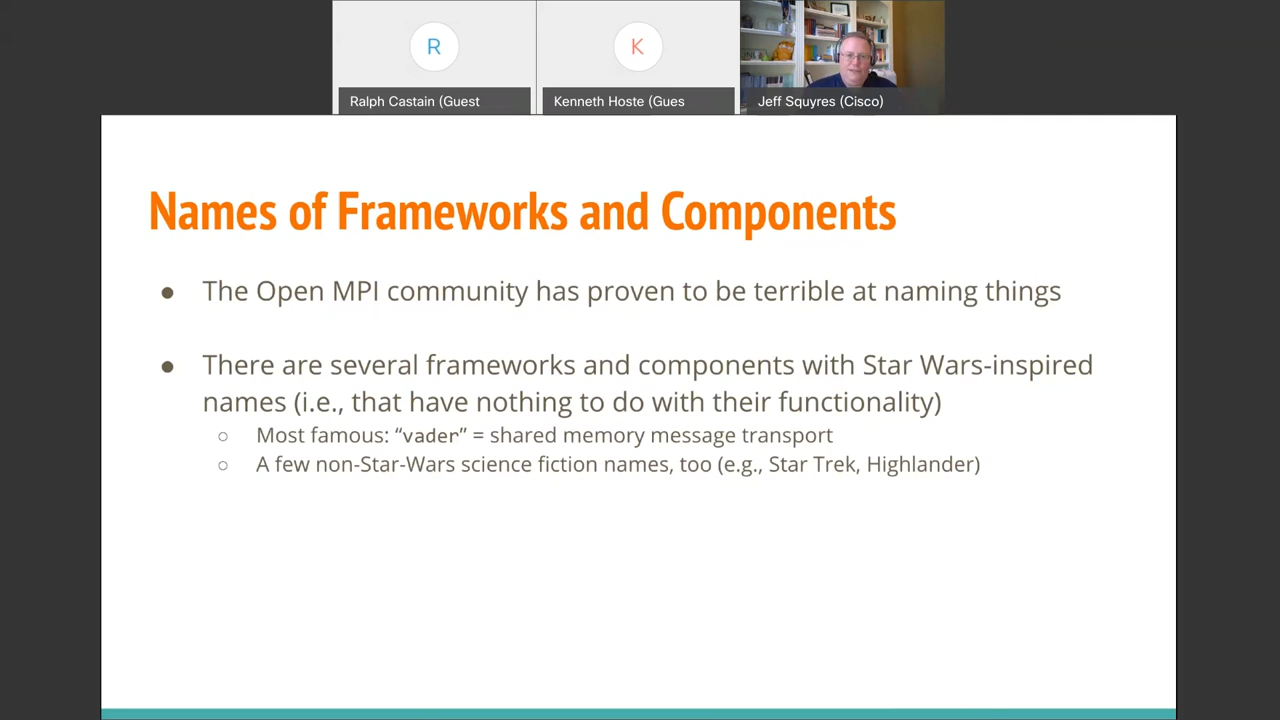 R
K
Ralph Castain (Guest
Kenneth Hoste (Gues
Jeff Squyres (Cisco)
Names of Frameworks and Components
● The Open MPI community has proven to be terrible at naming things
● There are several frameworks and components with Star Wars-inspired
names (i.e., that have nothing to do with their functionality)
○ Most famous: “vader” = shared memory message transport
○ A few non-Star-Wars science fiction names, too (e.g., Star Trek, Highlander)